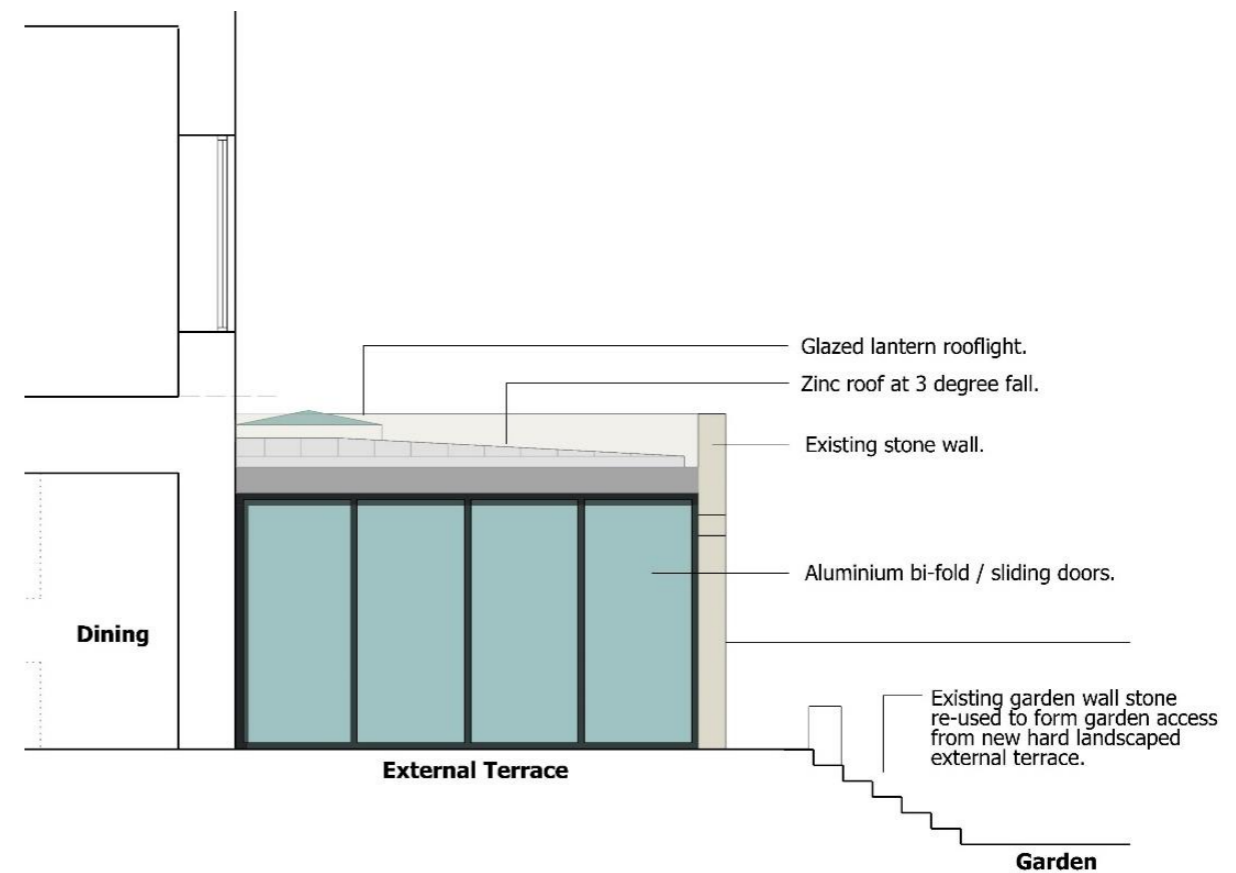 Glazed lantern rooflight.
Zinc roof at 3 degree fall.
Existing stone wall.
Aluminium bi-fold / sliding doors.
Dining
Existing garden wall stone
re-used to form garden access
from new hard landscaped
external terrace.
External Terrace
Garden